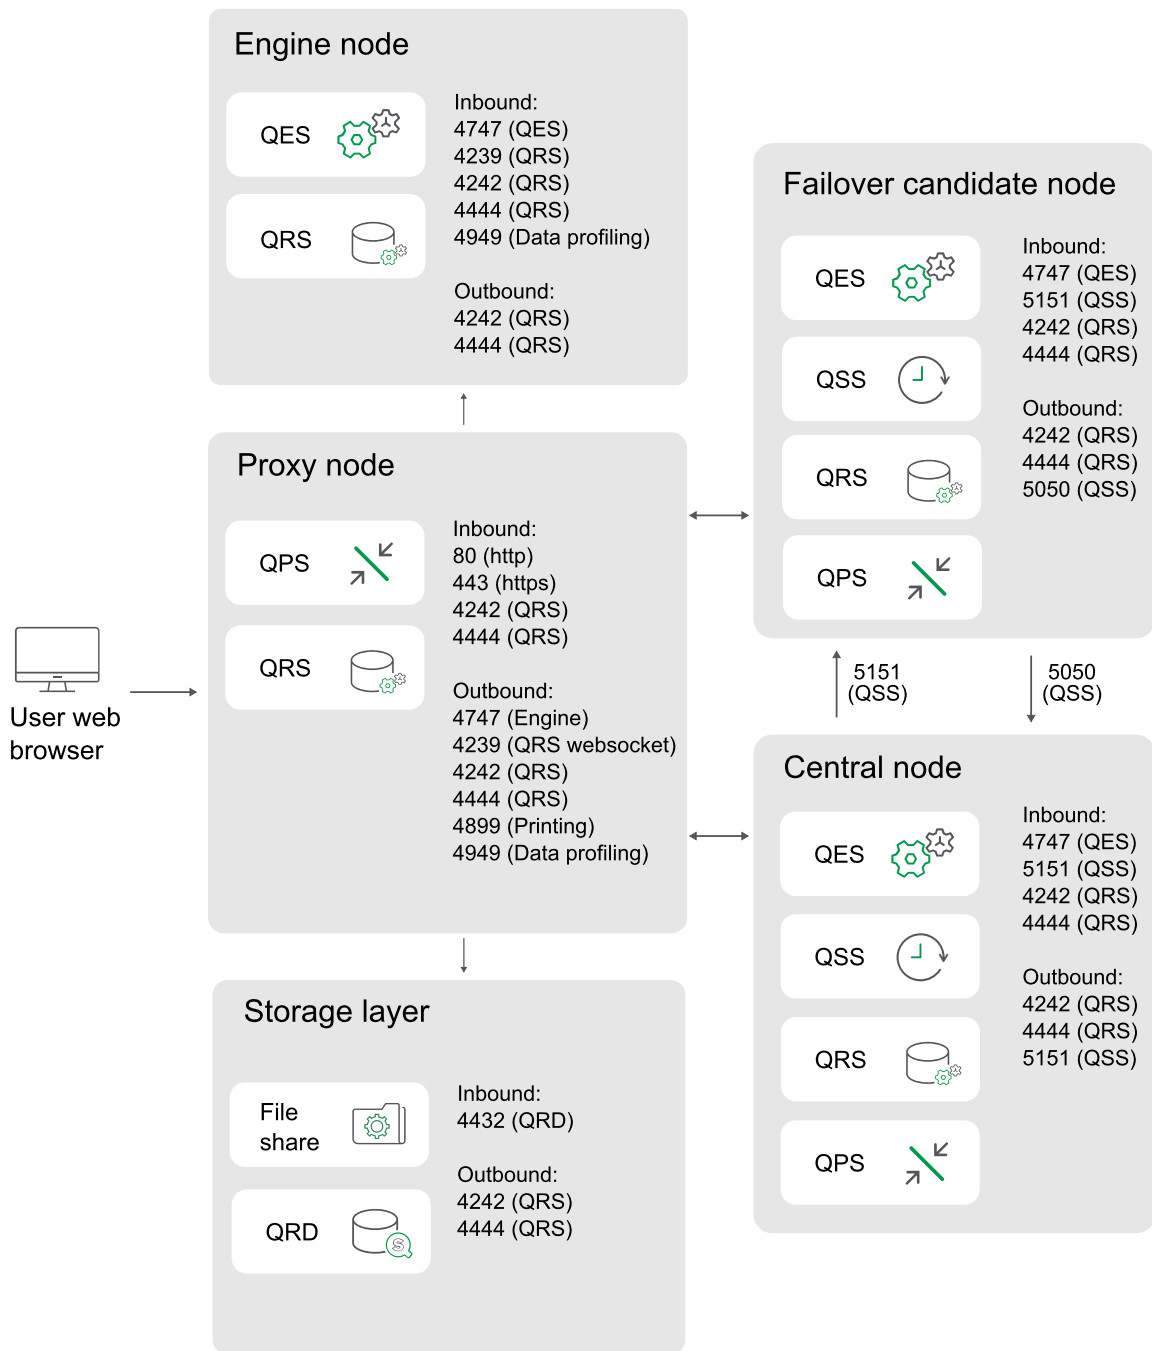 Engine node
QES
QRS
Inbound:
4747 (QES)
4239 (QRS)
4242 (QRS)
4444 (QRS)
4949 (Data profiling)
Outbound:
4242 (QRS)
4444 (QRS)
Failover candidate node
QES
QSS
QRS
QPS
Inbound:
4747 (QES)
5151 (QSS)
4242 (QRS)
4444 (QRS)
Outbound:
4242 (QRS)
4444 (QRS)
5050 (QSS)
User web
browser
Proxy node
QPS
QRS
Inbound:
80 (http)
443 (https)
4242 (QRS)
4444 (QRS)
Outbound:
4747 (Engine)
4239 (QRS websocket)
4242 (QRS)
4444 (QRS)
4899 (Printing)
4949 (Data profiling)
5151
(QSS)
5050
(QSS)
Central node
QES
QSS
QRS
QPS
Inbound:
4747 (QES)
5151 (QSS)
4242 (QRS)
4444 (QRS)
Outbound:
4242 (QRS)
4444 (QRS)
5151 (QSS)
Storage layer
File
share
QRD
S
Inbound:
4432 (QRD)
Outbound:
4242 (QRS)
4444 (QRS)